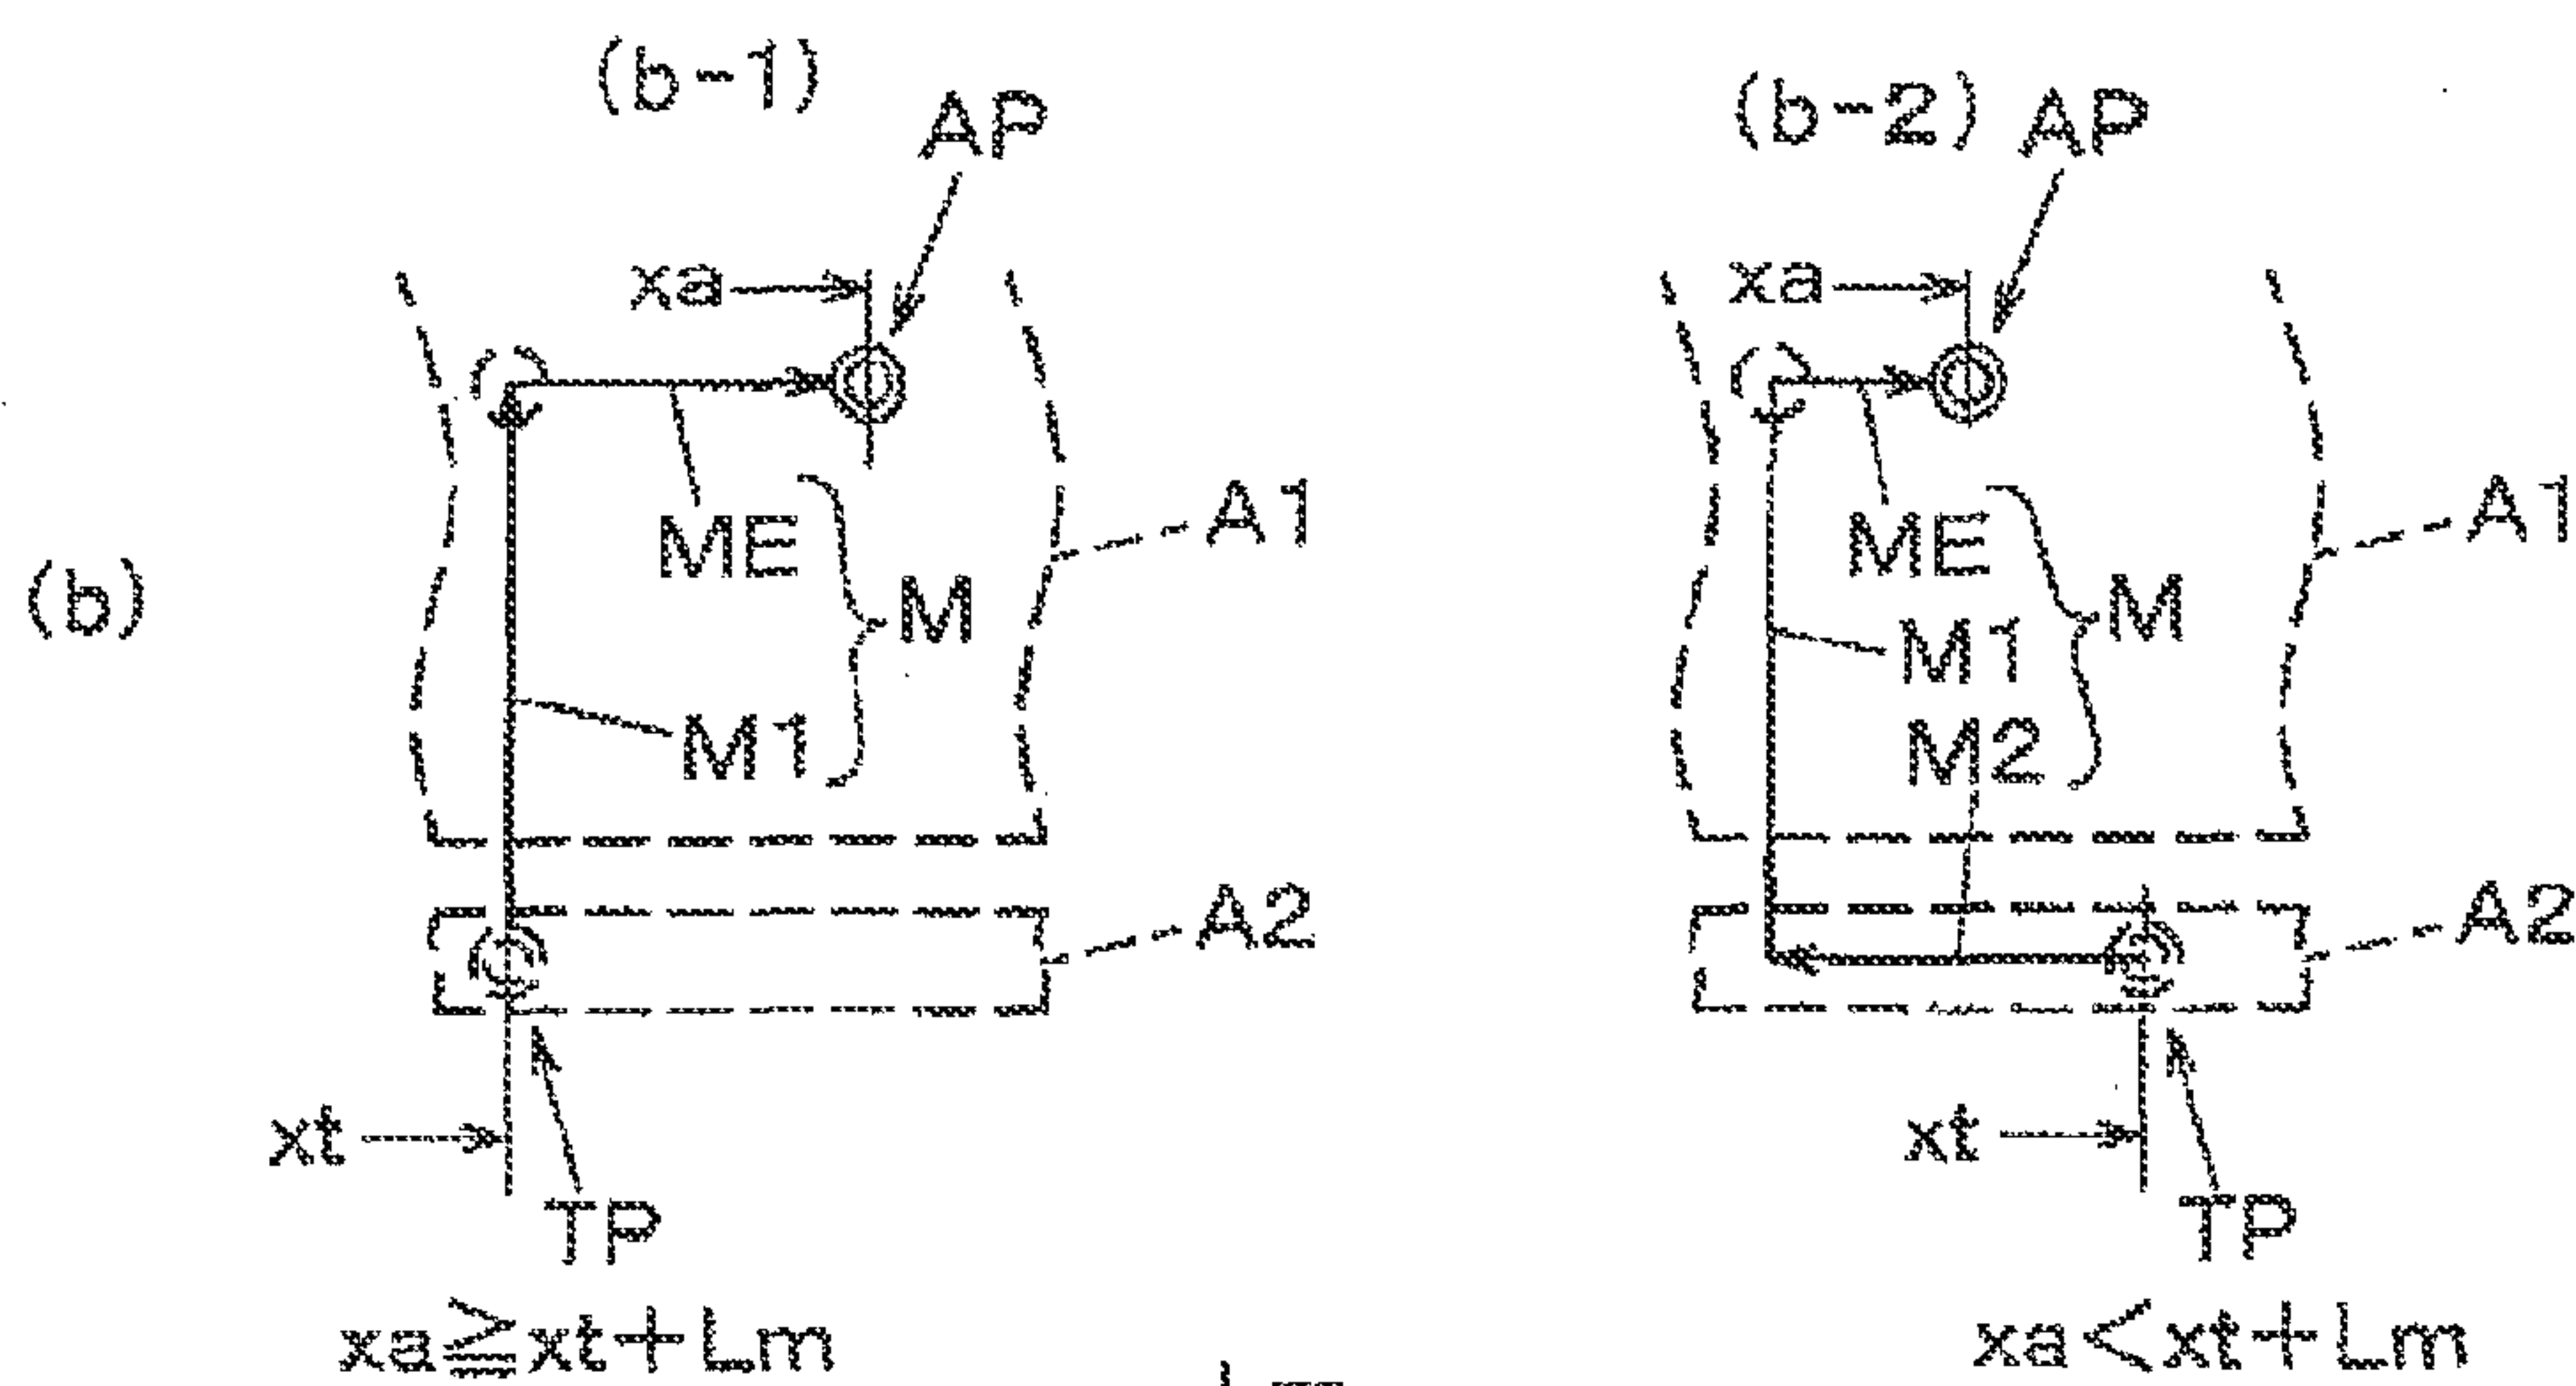 (b)
(b-1)
AP
xa
ME
M
M1
A1
A2
xt
TP
xa≧xt+Lm
(b-2)
AP
xa
ME
M1
M2
M
A1
A2
xt
TP
xa<xt+Lm